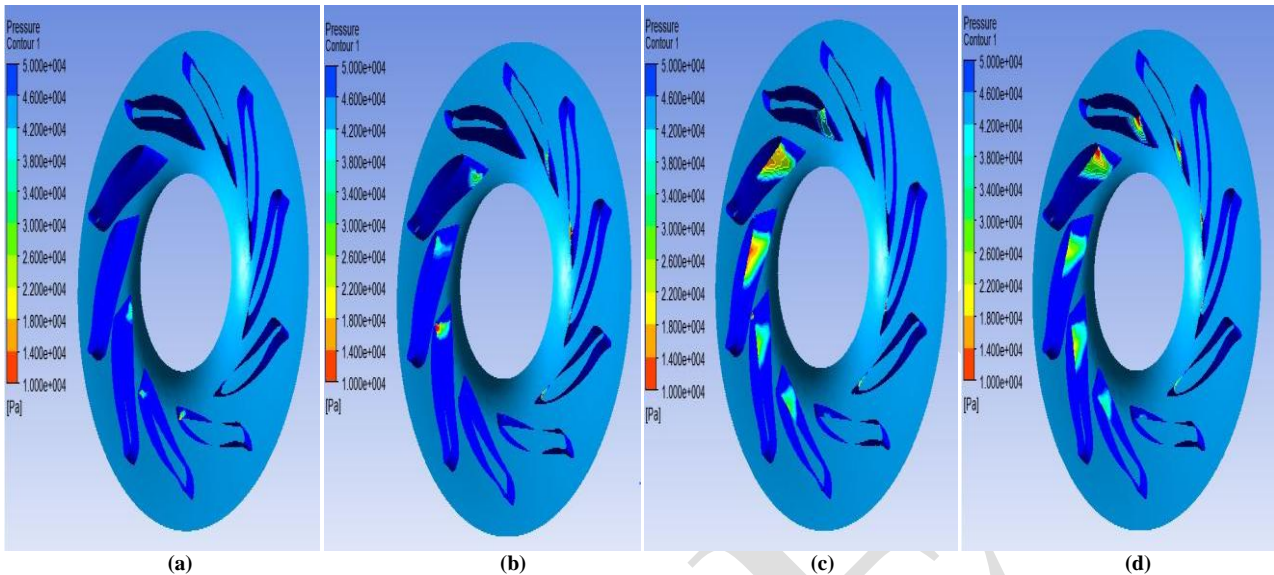 Pressure
Contour 1
5.000e+004
4.600e+004
4.200e+004
3.800e+004
3.400e+004
3.000e+004
2.600e+004
2.200e+004
1.800e+004
1.400e+004
1.000e+004
[Pa]
(a)
Pressure
Contour 1
5.000e+004
4.600e+004
4.200e+004
3.800e+004
3.400e+004
3.000e+004
2.600e+004
2.200e+004
1.800e+004
1.400e+004
1.000e+004
[Pa]
(b)
Pressure
Contour 1
5.000e+004
4.600e+004
4.200e+004
3.800e+004
3.400e+004
3.000e+004
2.600e+004
2.200e+004
1.800e+004
1.400e+004
1.000e+004
[Pa]
(c)
Pressure
Contour 1
5.000e+004
4.600e+004
4.200e+004
3.800e+004
3.400e+004
3.000e+004
2.600e+004
2.200e+004
1.800e+004
1.400e+004
1.000e+004
[Pa]
(d)